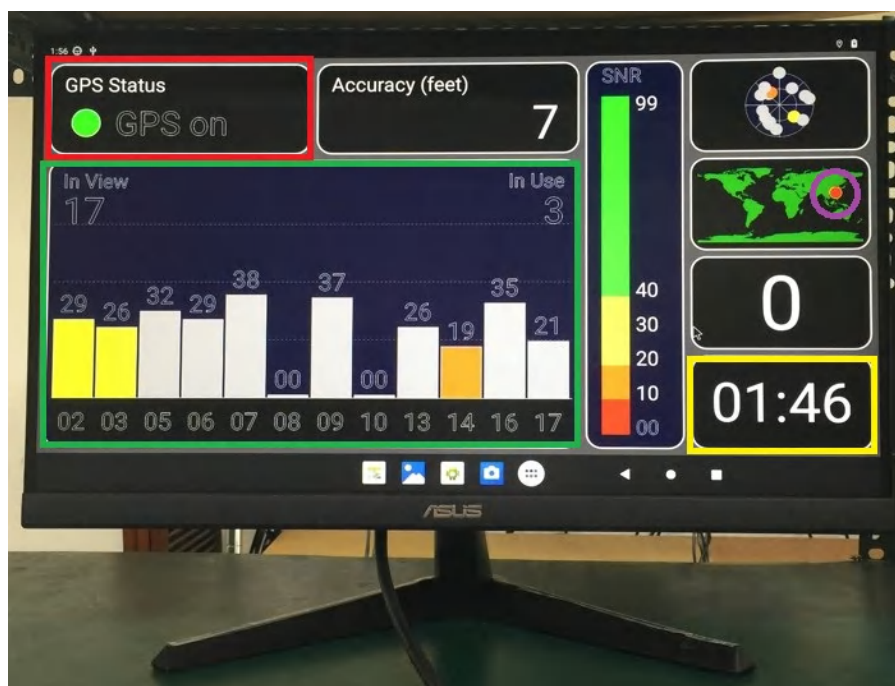 1:56
GPS Status
GPS on
Accuracy (feet)
7
In View
17
In Use
3
29 26 32 29 38 00 37 00 26 19 35 21
02 03 05 06 07 08 09 10 13 14 16 17
SNR
99
40
30
20
10
00
0
01:46
ASUS